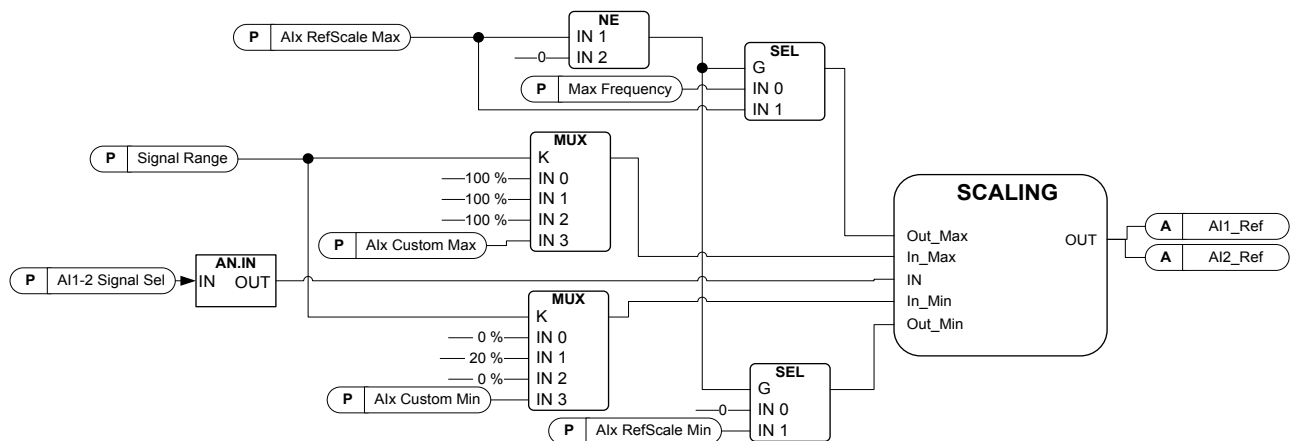 P AIx RefScale Max
NE
IN 1
0 IN 2
SEL
G
P Max Frequency IN 0
IN 1
P Signal Range
MUX
K
100 % IN 0
100 % IN 1
100 % IN 2
P AIx Custom Max IN 3
P AI1-2 Signal Sel
AN.IN
IN OUT
MUX
K
0 % IN 0
20 % IN 1
0 % IN 2
P AIx Custom Min IN 3
SEL
G
0 IN 0
P AIx RefScale Min IN 1
SCALING
Out_Max
In_Max
IN
In_Min
Out_Min
OUT
A AI1_Ref
A AI2_Ref